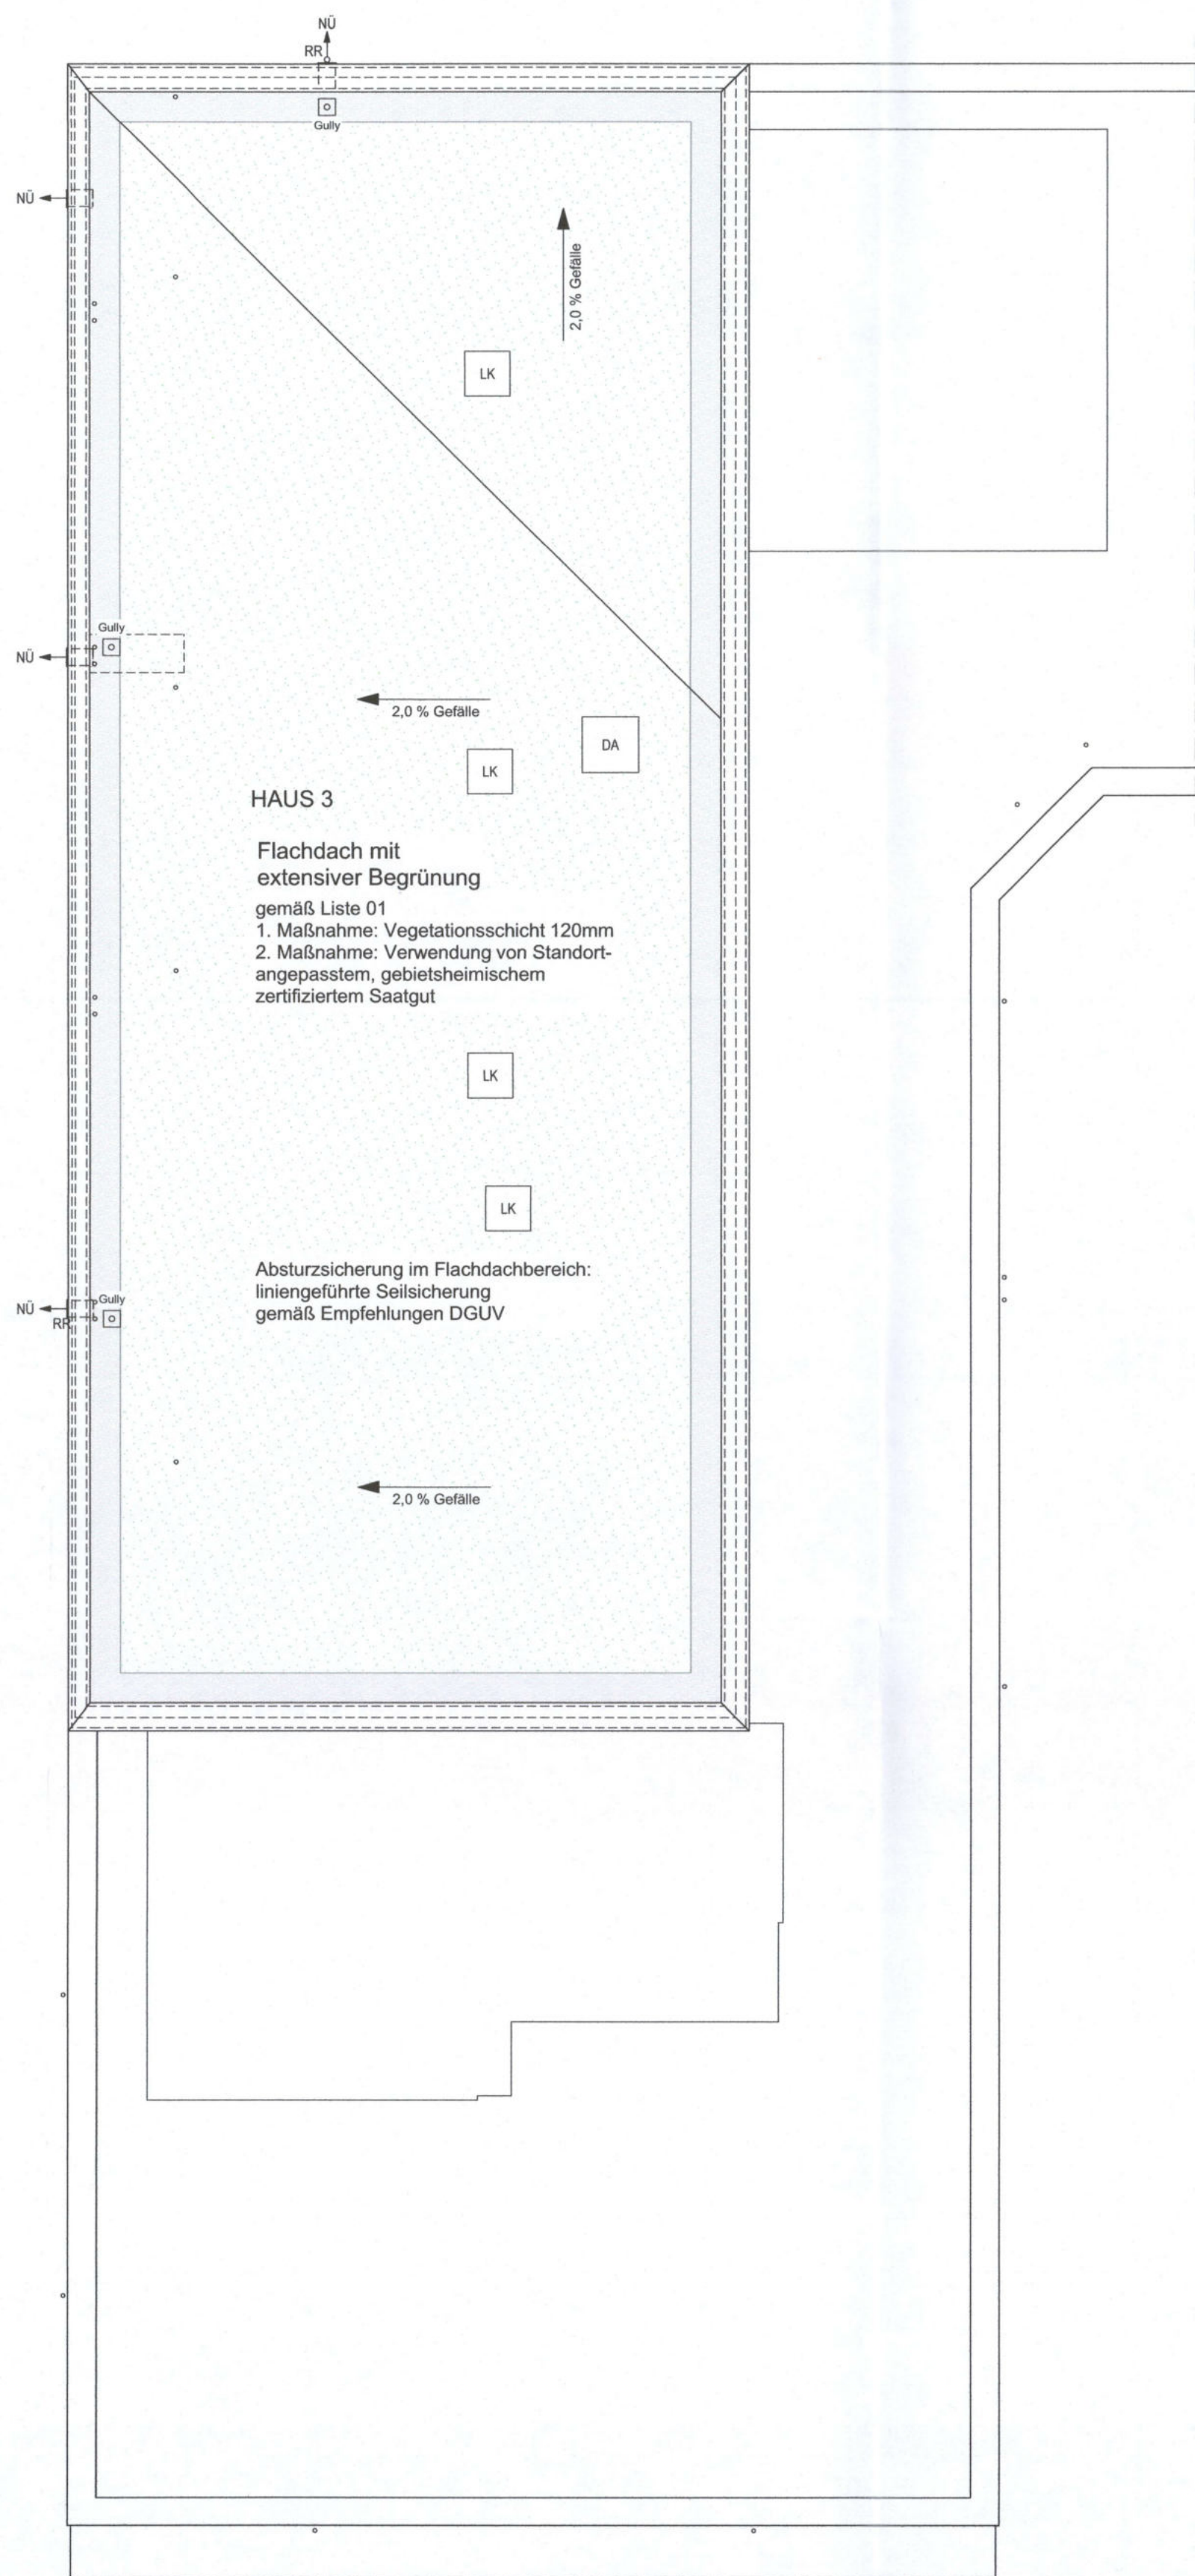 NÜ
RR
Gully
NÜ
2,0 % Gefälle
LK
Gully
NÜ
2,0 % Gefälle
DA
LK
HAUS 3
Flachdach mit
extensiver Begrünung
gemäß Liste 01
1. Maßnahme: Vegetationsschicht 120mm
2. Maßnahme: Verwendung von Standort-
angepasstem, gebietsheimischem
zertifiziertem Saatgut
LK
LK
Absturzsicherung im Flachdachbereich:
liniengeführte Seilsicherung
gemäß Empfehlungen DGUV
Gully
NÜ
RR
2,0 % Gefälle